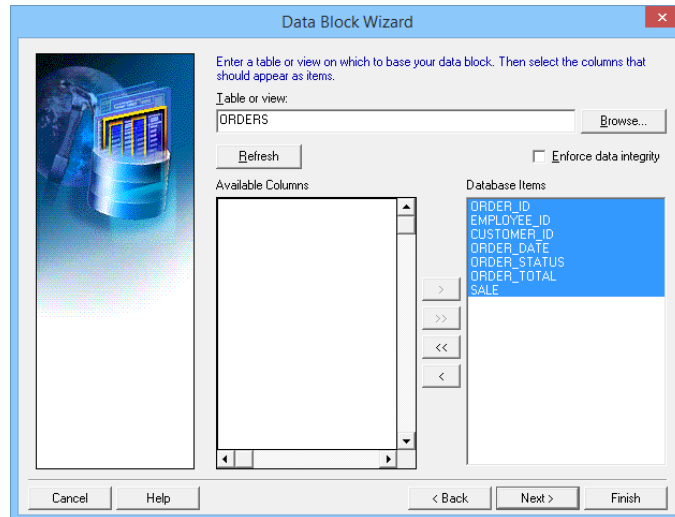 Data Block Wizard
x
Enter a table or view on which to base your data block. Then select the columns that
should appear as items.
Table or view:
ORDERS
Browse...
Refresh
Enforce data integrity
Available Columns
Database Items
ORDER_ID
EMPLOYEE_ID
CUSTOMER_ID
ORDER_DATE
ORDER_STATUS
ORDER_TOTAL
SALE
>
>>
<<
<
Cancel
Help
< Back
Next >
Finish